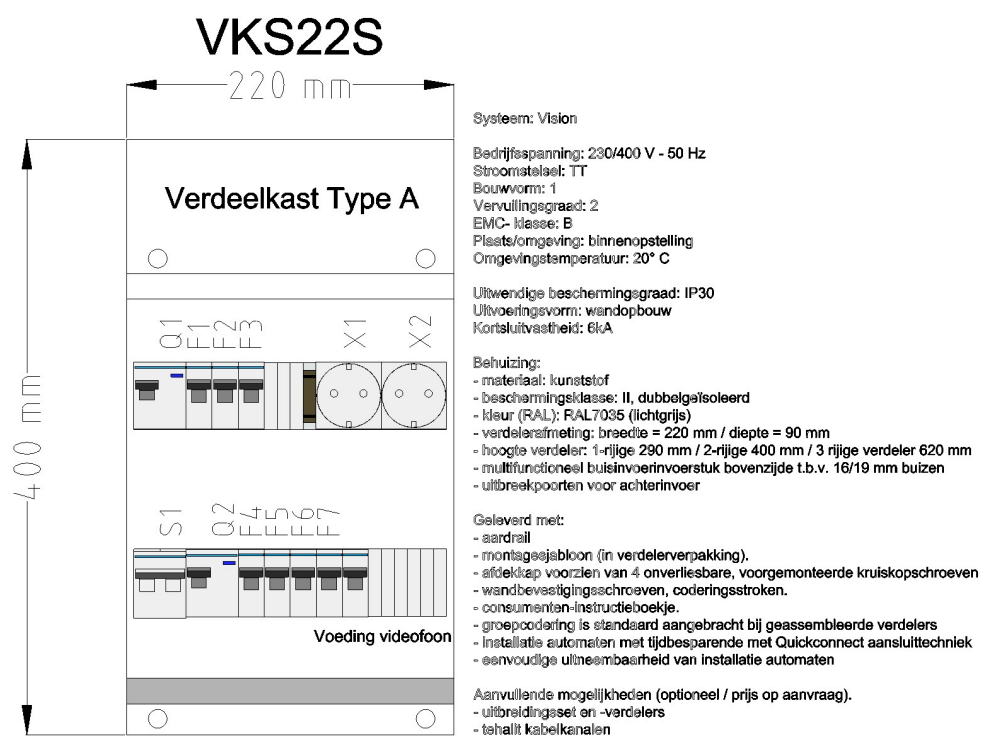 VKS22S
220 mm
400 mm
Verdeelkast Type A
Q1 F1 F2 F3 X1 X2
S1 Q2 F4 F5 F6 F7
Voeding videofoon
Systeem: Vision
Bedrijfsspanning: 230/400 V - 50 Hz
Stroomstelsel: TT
Bouwvorm: 1
Vervuilingsgraad: 2
EMC- klasse: B
Plaats/omgeving: binnenopstelling
Omgevingstemperatuur: 20° C
Uitwendige beschermingsgraad: IP30
Uitvoeringsvorm: wandopbouw
Kortsluitvastheid: 6kA
Behuizing:
- materiaal: kunststof
- beschermingsklasse: II, dubbelgeïsoleerd
- kleur (RAL): RAL7035 (lichtgrijs)
- verdelerafmeting: breedte = 220 mm / diepte = 90 mm
- hoogte verdeler: 1-rijige 290 mm / 2-rijige 400 mm / 3 rijige verdeler 620 mm
- multifunctioneel buisinvoerinvoerstuk bovenzijde t.b.v. 16/19 mm buizen
- uitbreekpoorten voor achterinvoer
Geleverd met:
- aardrail
- montagesjabloon (in verdelerverpakking).
- afdekkap voorzien van 4 onverliesbare, voorgemonteerde kruiskopschroeven
- wandbevestigingsschroeven, coderingsstroken.
- consumenten-instructieboekje.
- groepcodering is standaard aangebracht bij geassembleerde verdelers
- installatie automaten met tijdbesparende met Quickconnect aansluittechniek
- eenvoudige uitneembaarheid van installatie automaten
Aanvullende mogelijkheden (optioneel / prijs op aanvraag).
- uitbreidingsset en -verdelers
- tehalit kabelkanalen